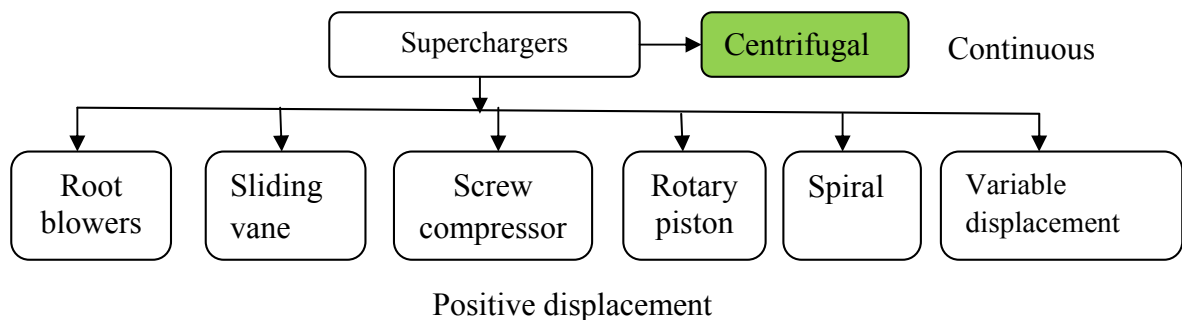 Superchargers
Centrifugal
Continuous
Root
blowers
Sliding
vane
Screw
compressor
Rotary
piston
Spiral
Variable
displacement
Positive displacement